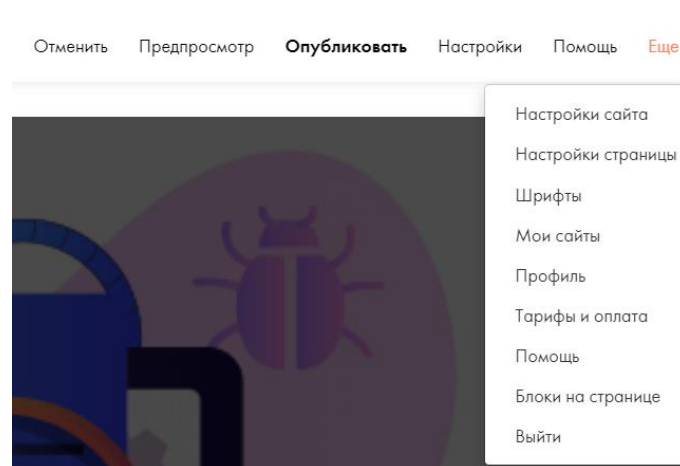 Отменить Предпросмотр Опубликовать Настройки Помощь Еще
Настройки сайта
Настройки страницы
Шрифты
Мои сайты
Профиль
Тарифы и оплата
Помощь
Блоки на странице
Выйти